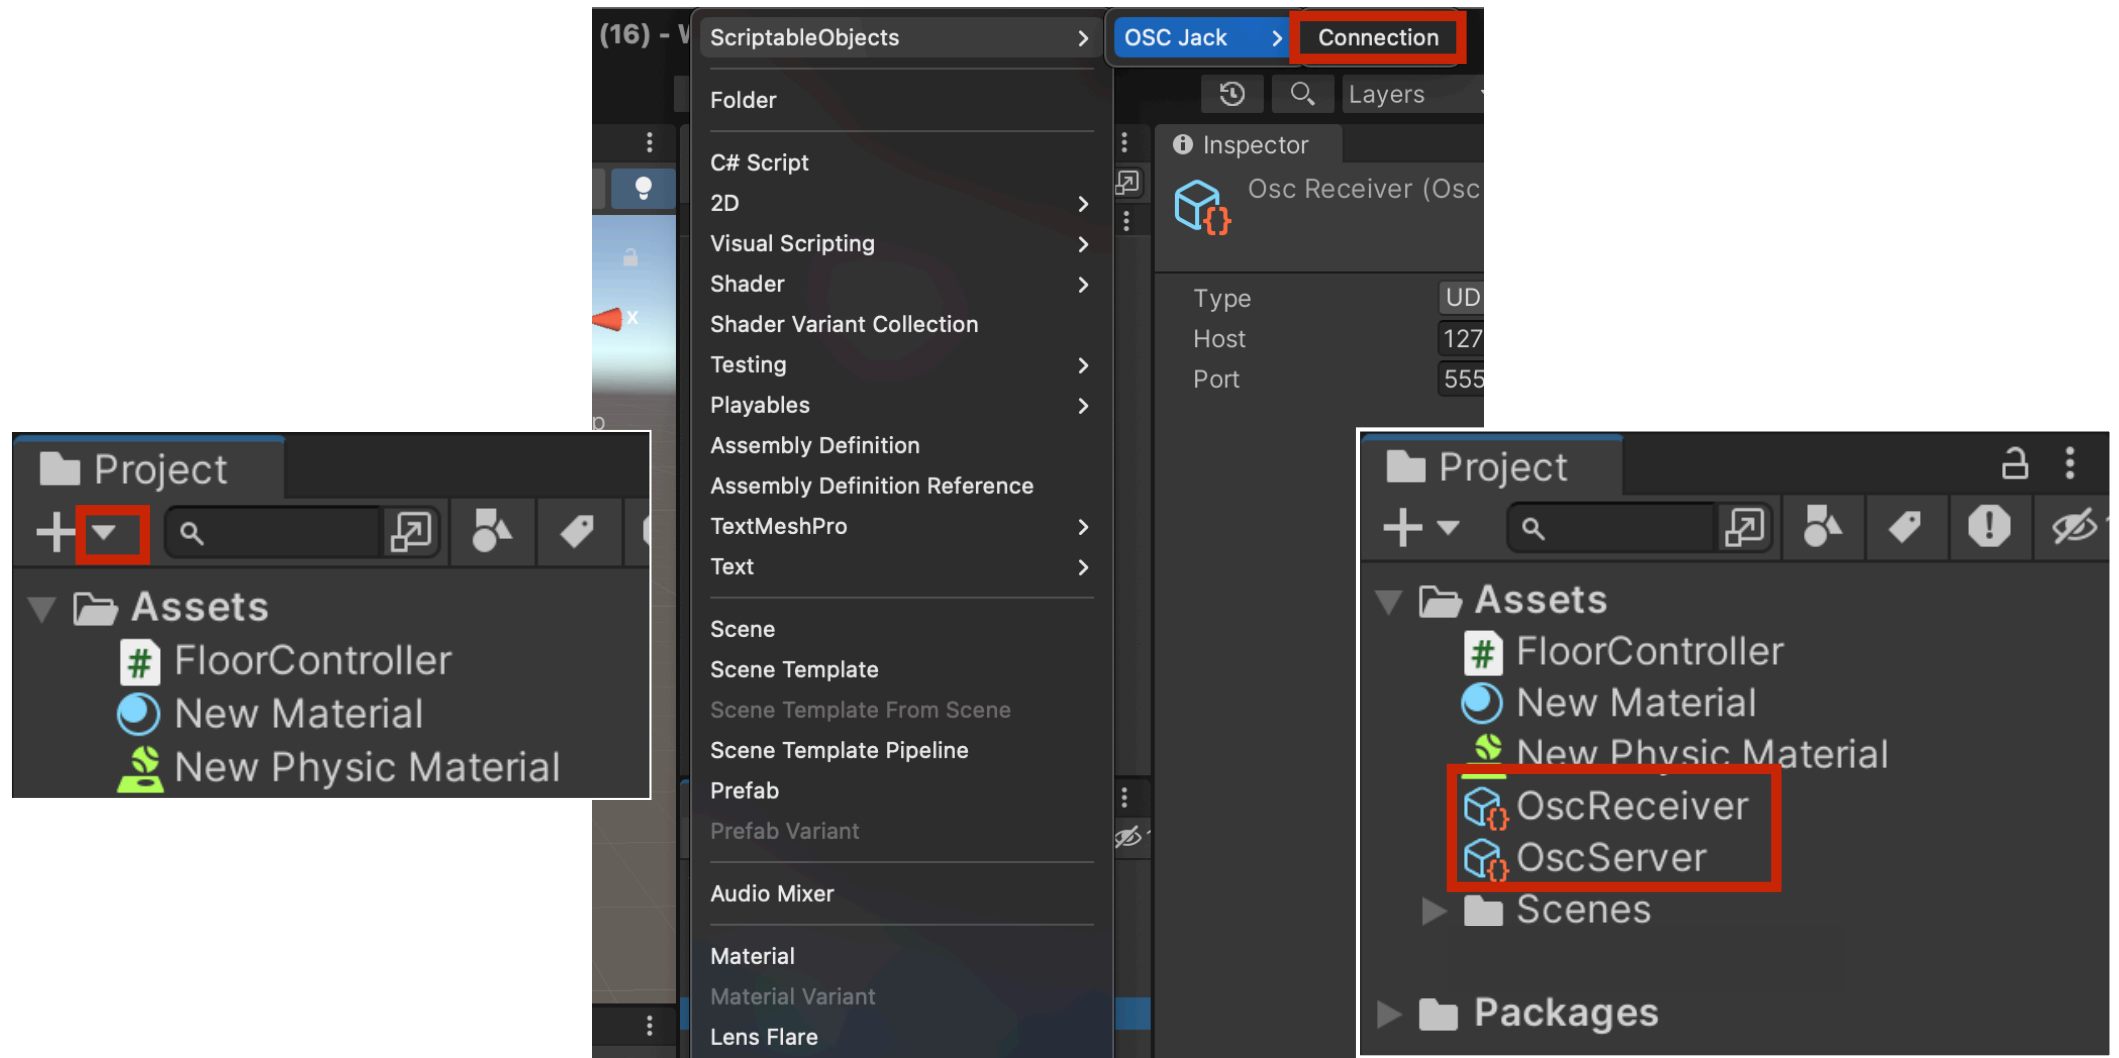 Project
Assets
#
FloorController
New Material
New Physic Material
(16) -
ScriptableObjects
OSC Jack
Connection
Folder
C# Script
2D
Visual Scripting
Shader
Shader Variant Collection
Testing
Playables
Assembly Definition
Assembly Definition Reference
TextMeshPro
Text
Scene
Scene Template
Scene Template From Scene
Scene Template Pipeline
Prefab
Prefab Variant
Audio Mixer
Material
Material Variant
Lens Flare
x
Layers
Inspector
Osc Receiver (Osc
Type UD
Host 127
Port 555
Project
Assets
#
FloorController
New Material
New Physic Material
OscReceiver
OscServer
Scenes
Packages